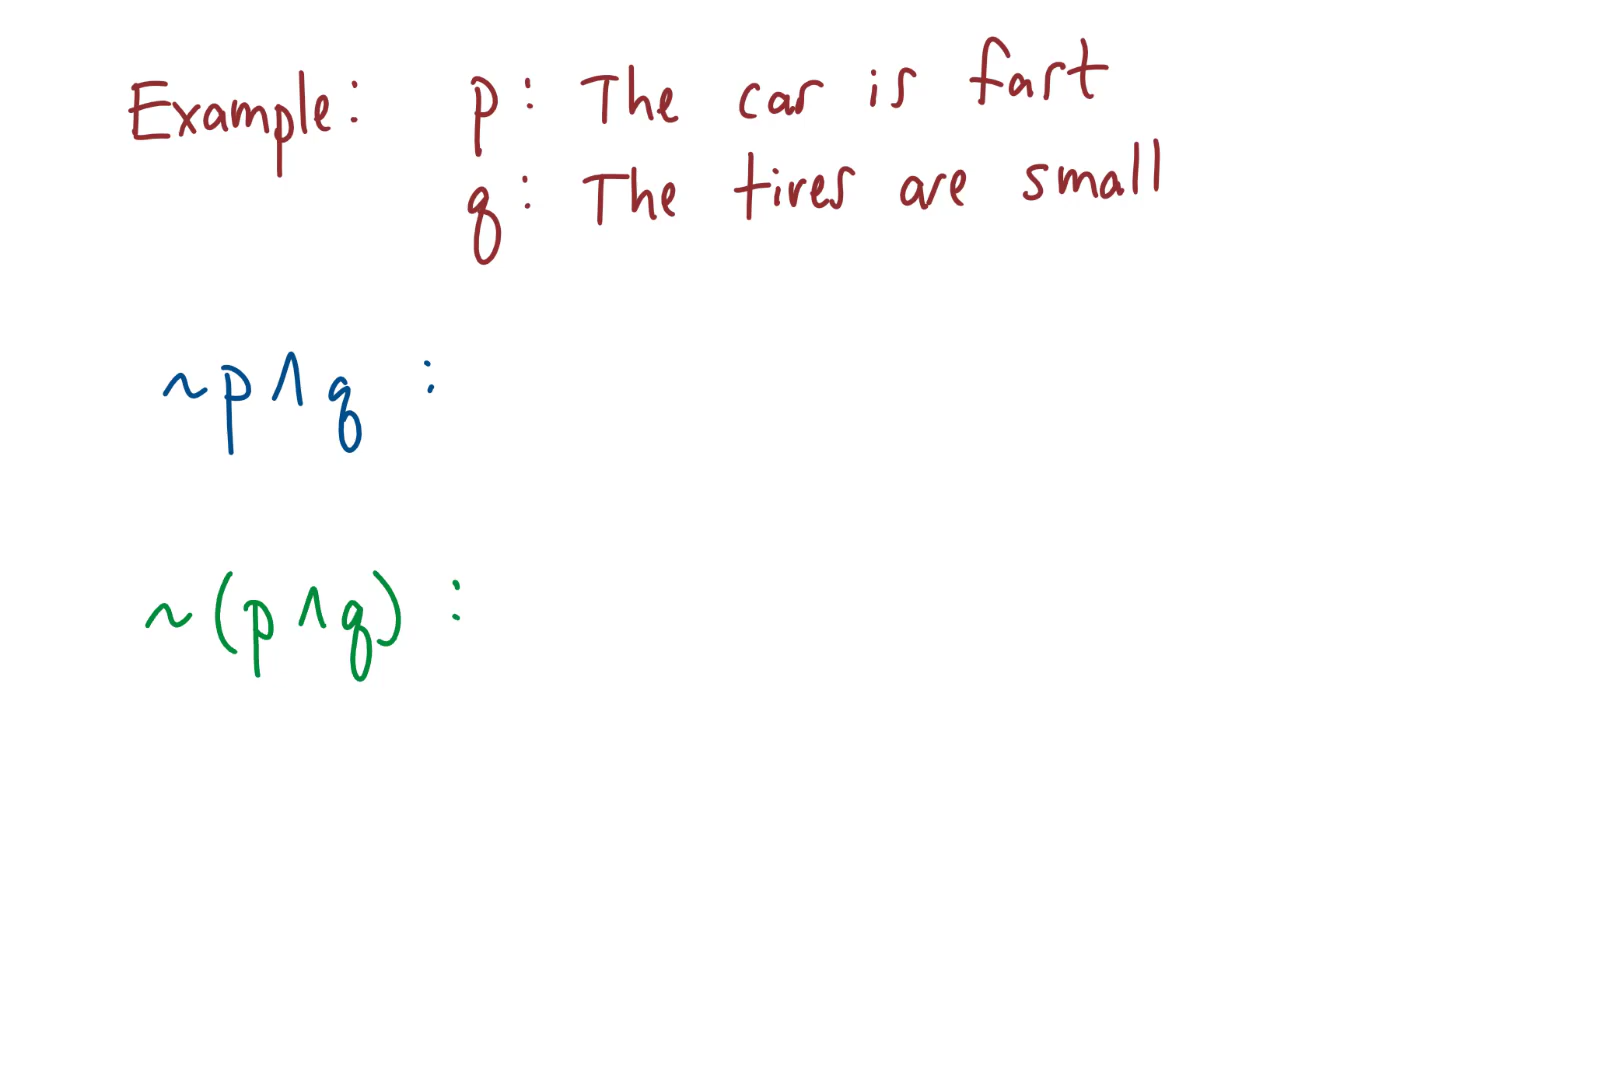 Example: p: The car is fast
q: The tires are small
~p∧q :
~(p∧q) :